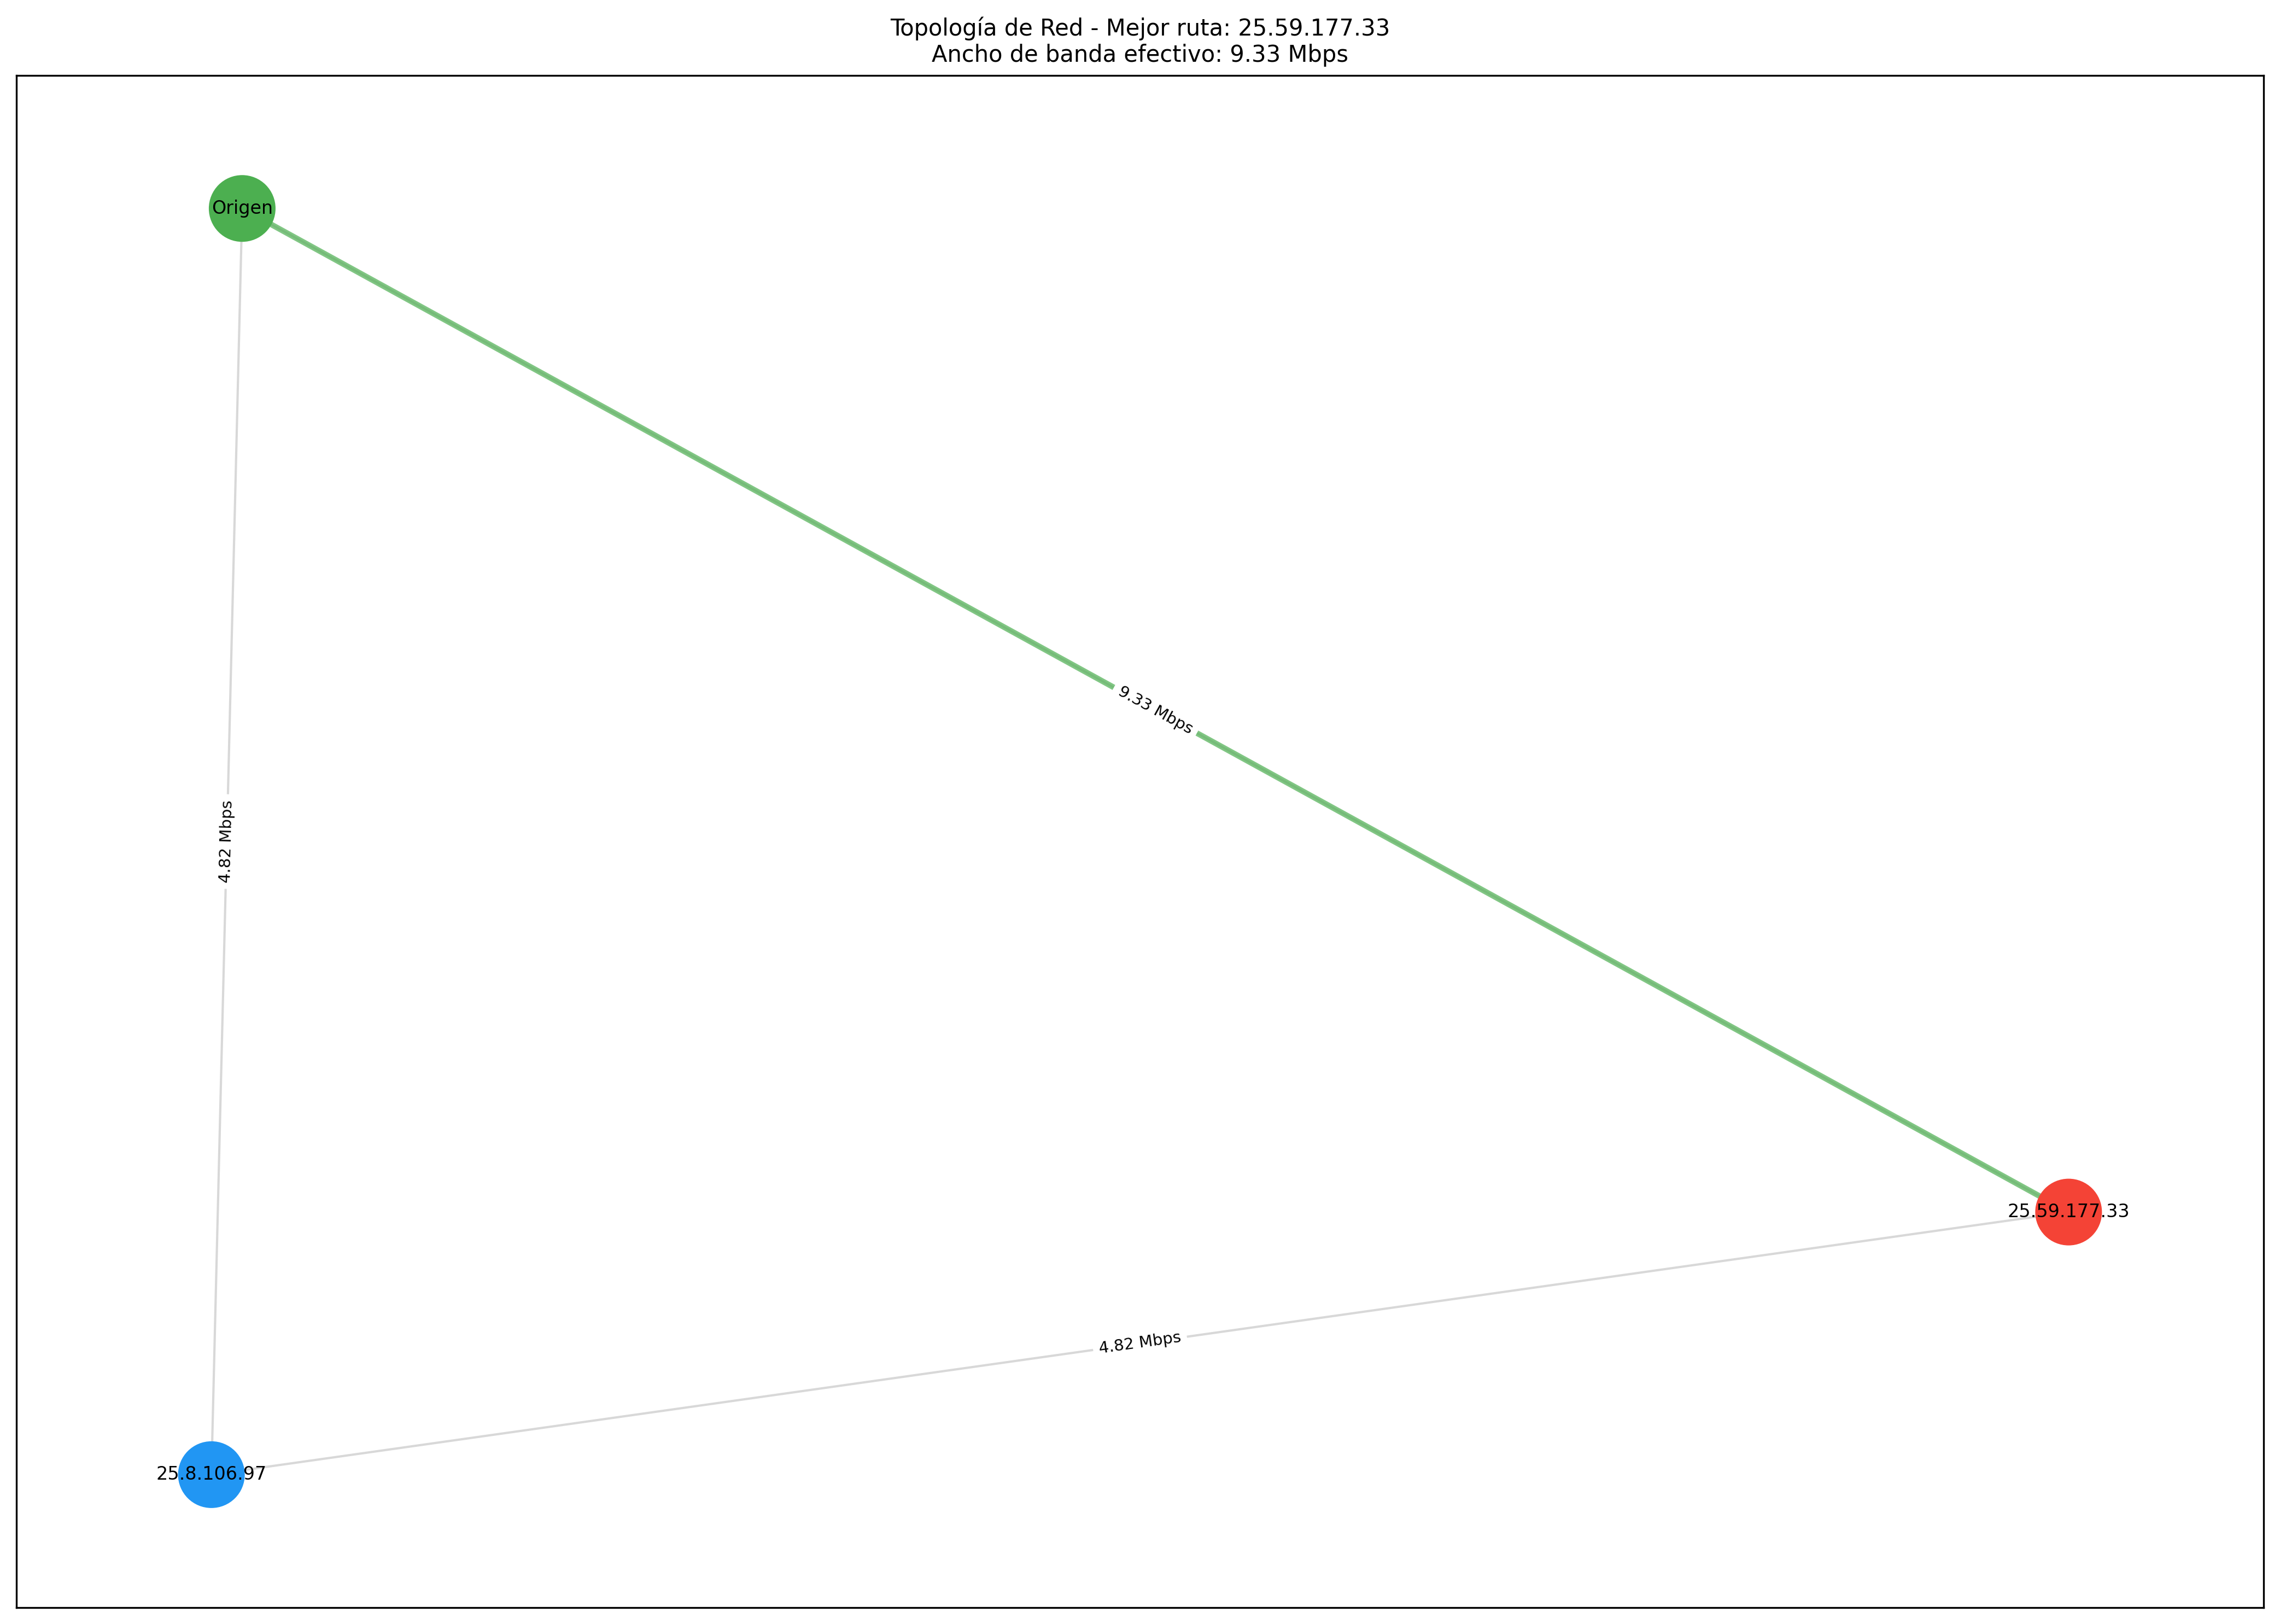 Topología de Red - Mejor ruta: 25.59.177.33
Ancho de banda efectivo: 9.33 Mbps
Origen
9.33 Mbps
4.82 Mbps
25.59.177.33
4.82 Mbps
25.8.106.97